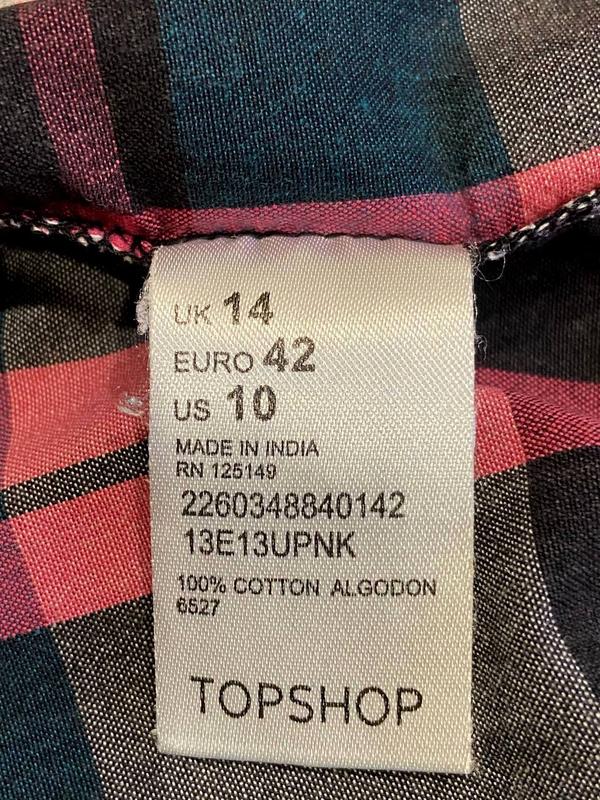 UK 14
EURO 42
US 10
MADE IN INDIA
RN 125149
2260348840142
13E13UPNK
100% COTTON ALGODON
6527
TOPSHOP